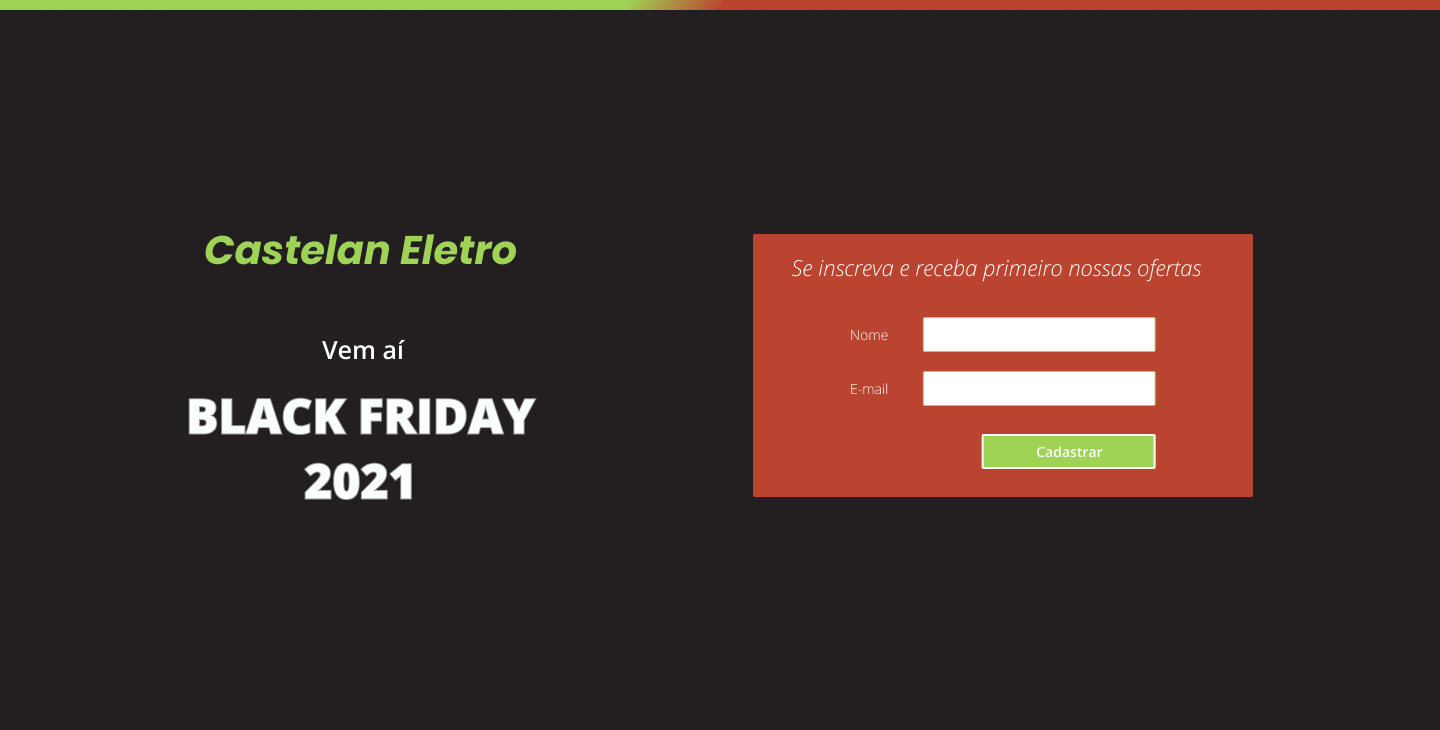 Castelan Eletro
Vem aí
BLACK FRIDAY
2021
Se inscreva e receba primeiro nossas ofertas
Nome
E-mail
Cadastrar